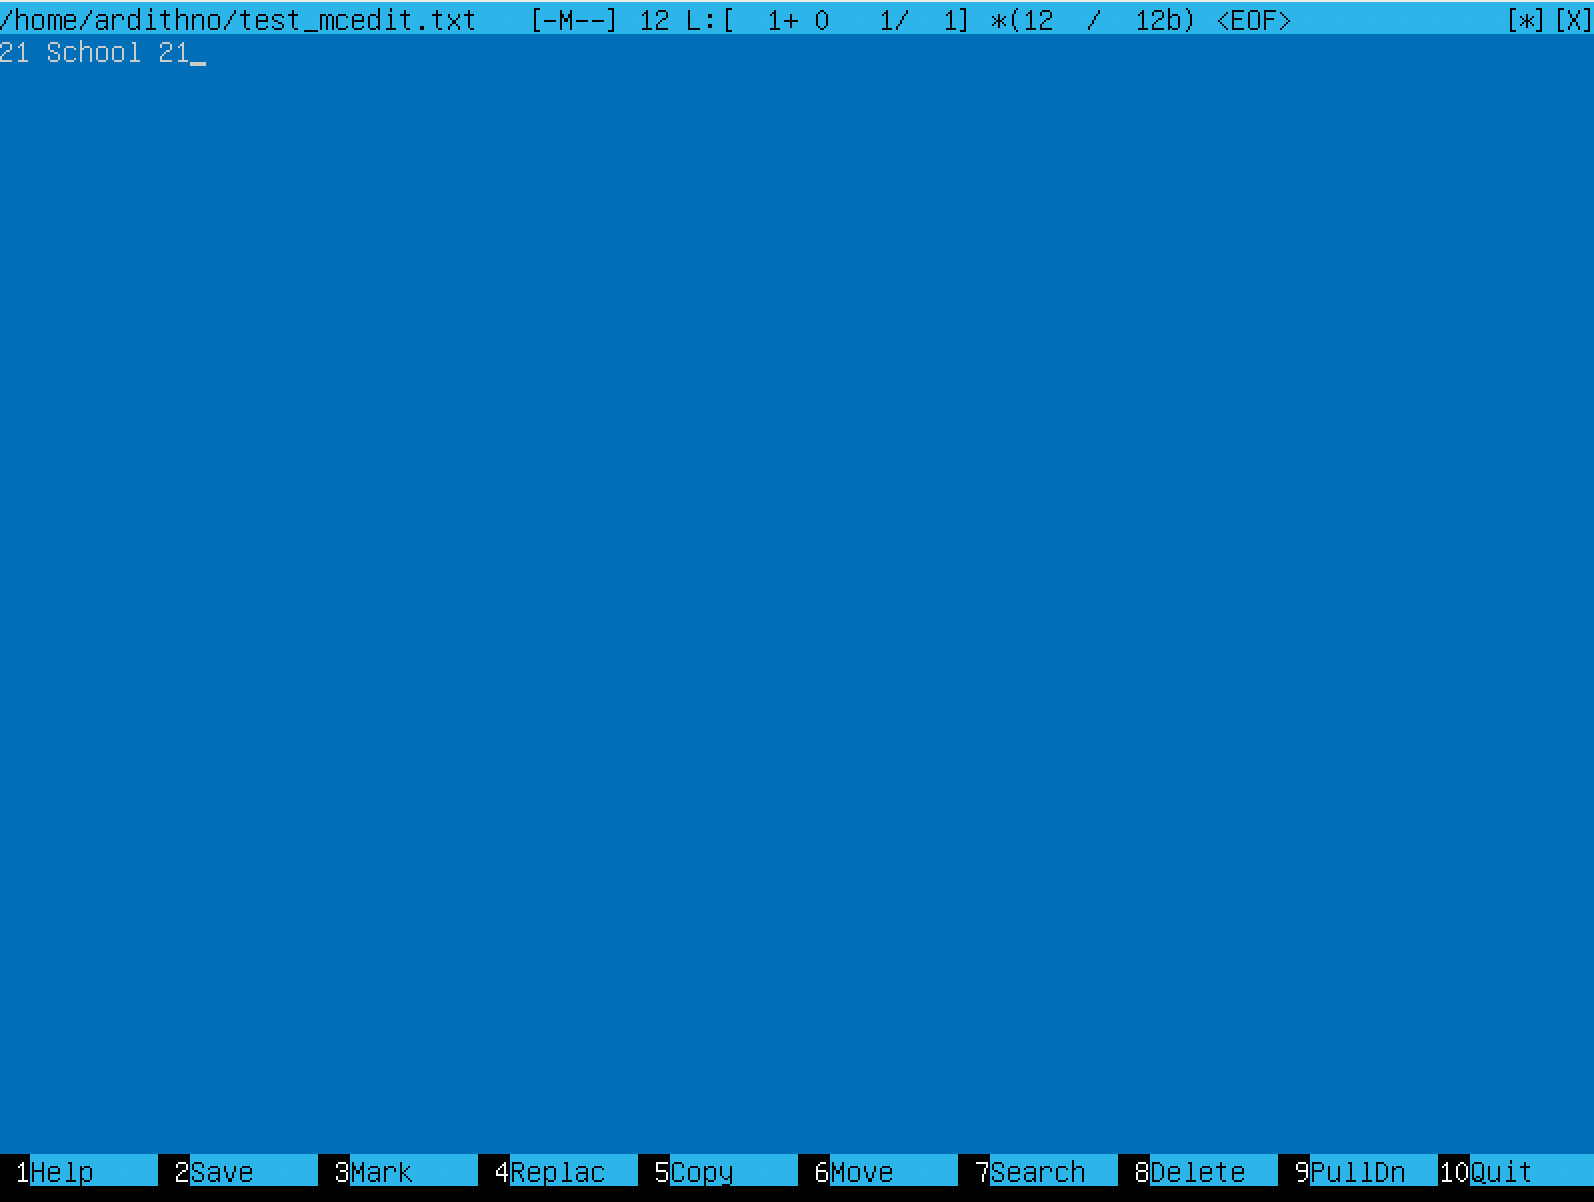 /home/ardithno/test_mcedit.txt [-M--] 12 L:[ 1+ 0 1/ 1] *(12 / 12b) <EOF> [*][X]
21 School 21_
1Help 2Save 3Mark 4Replac 5Copy 6Move 7Search 8Delete 9PullDn 10Quit